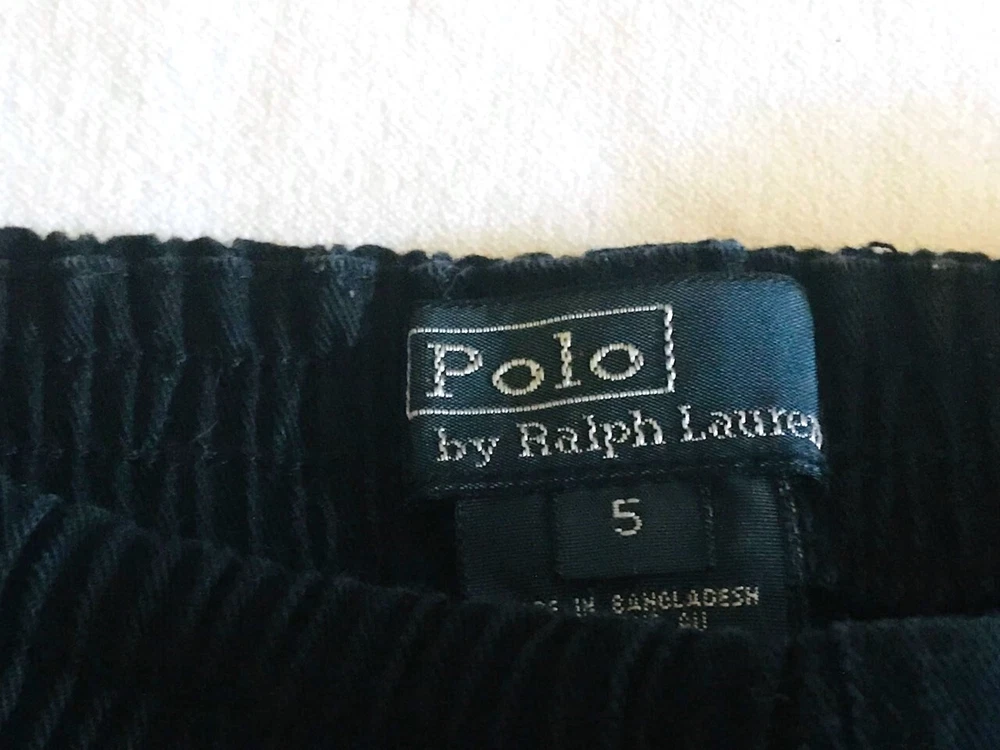 Polo
by Ralph Lauren
5
IN BANGLADESH